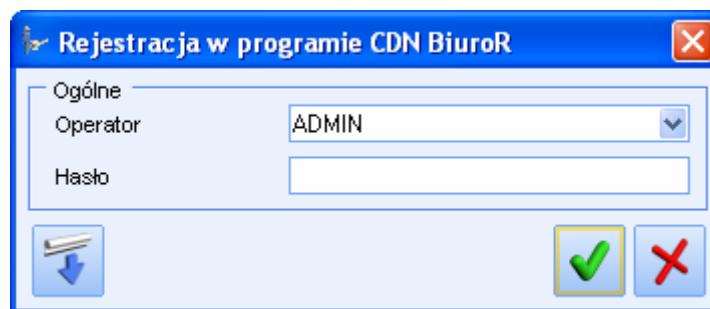 Rejestracja w programie CDN BiuroR
Ogólne
Operator ADMIN
Hasło